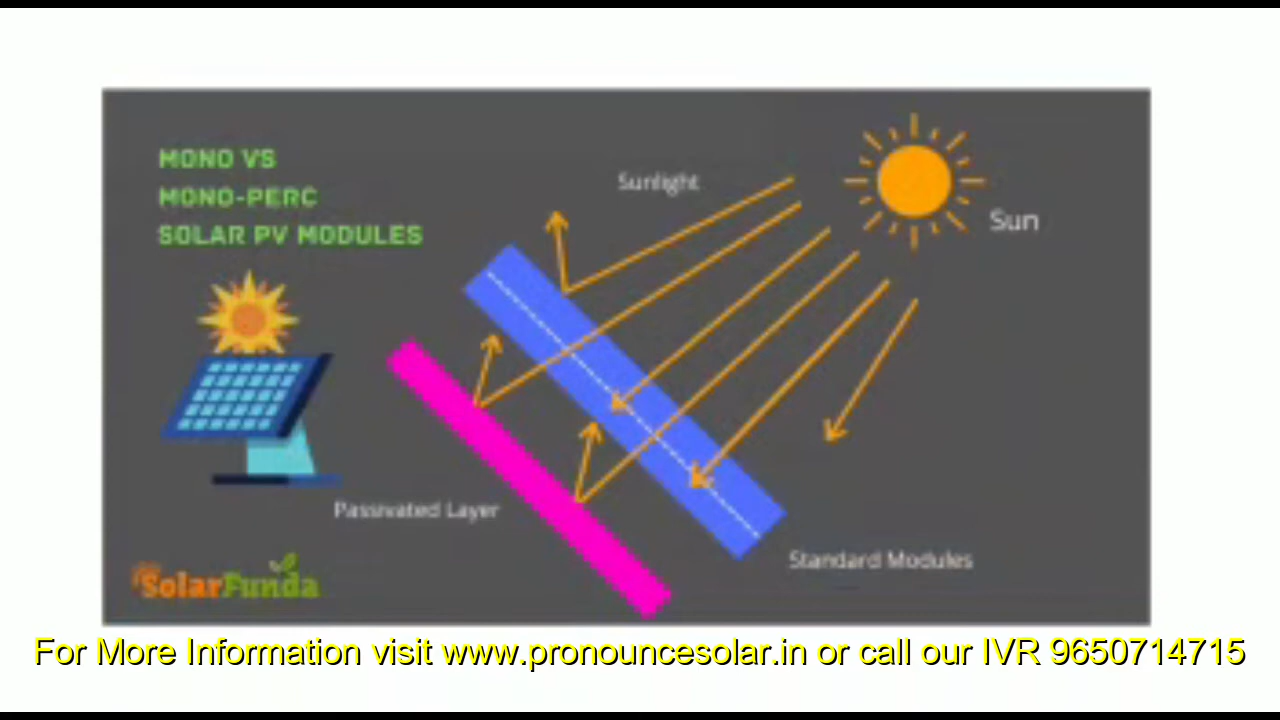 MONO VS
MONO-PERC
SOLAR PV MODULES
Sunlight
Sun
Passivated Layer
Standard Modules
SolarFunda
For More Information visit www.pronouncesolar.in or call our IVR 9650714715